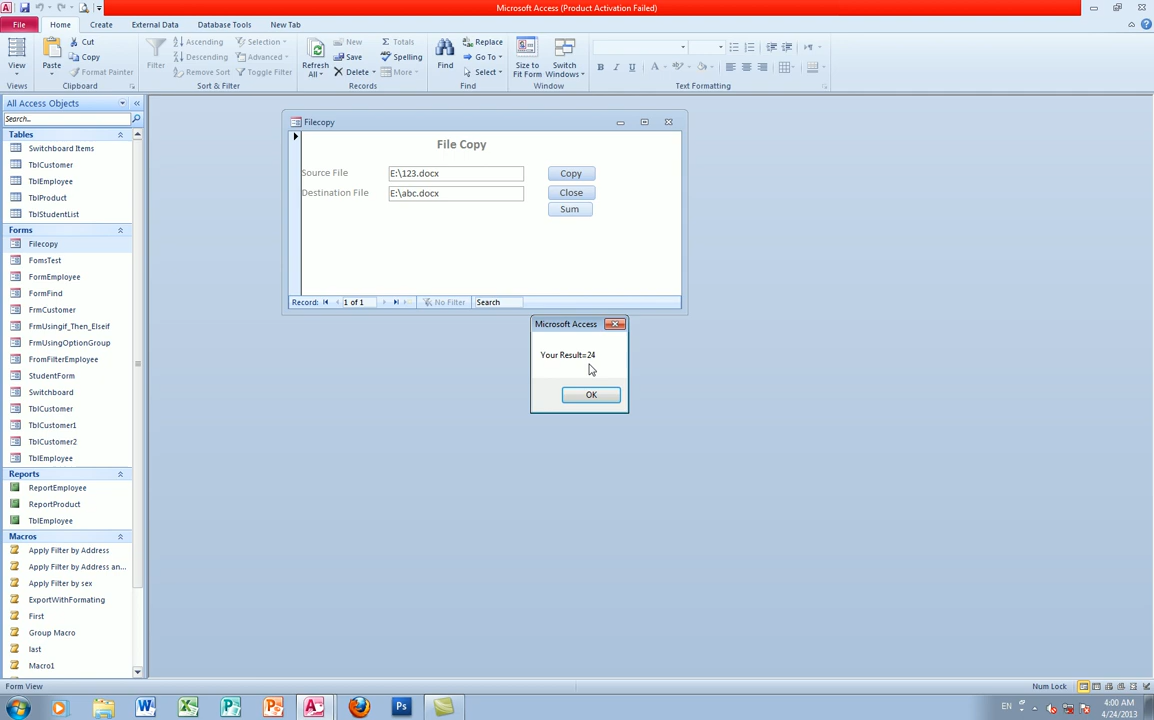 Microsoft Access (Product Activation Failed)
File Home Create External Data Database Tools New Tab
View
Views
Paste
Cut
Copy
Format Painter
Clipboard
Filter
Ascending
Descending
Remove Sort
Selection
Advanced
Toggle Filter
Sort & Filter
Refresh All
New
Save
Delete
Totals
Spelling
More
Records
Find
Replace
Go To
Select
Find
Size to Fit Form
Switch Windows
Window
B I U
A
Text Formatting
All Access Objects
Search...
Tables
Switchboard Items
TblCustomer
TblEmployee
TblProduct
TblStudentList
Forms
Filecopy
FomsTest
FormEmployee
FormFind
FrmCustomer
FrmUsingif_Then_Elseif
FrmUsingOptionGroup
FromFilterEmployee
StudentForm
Switchboard
TblCustomer
TblCustomer1
TblCustomer2
TblEmployee
Reports
ReportEmployee
ReportProduct
TblEmployee
Macros
Apply Filter by Address
Apply Filter by Address an...
Apply Filter by sex
ExportWithFormating
First
Group Macro
last
Macro1
Filecopy
File Copy
Source File E:\123.docx Copy
Destination File E:\abc.docx Close
Sum
Record: 1 of 1 No Filter Search
Microsoft Access
Your Result=24
OK
Form View
Num Lock
EN
4:00 AM
4/24/2013